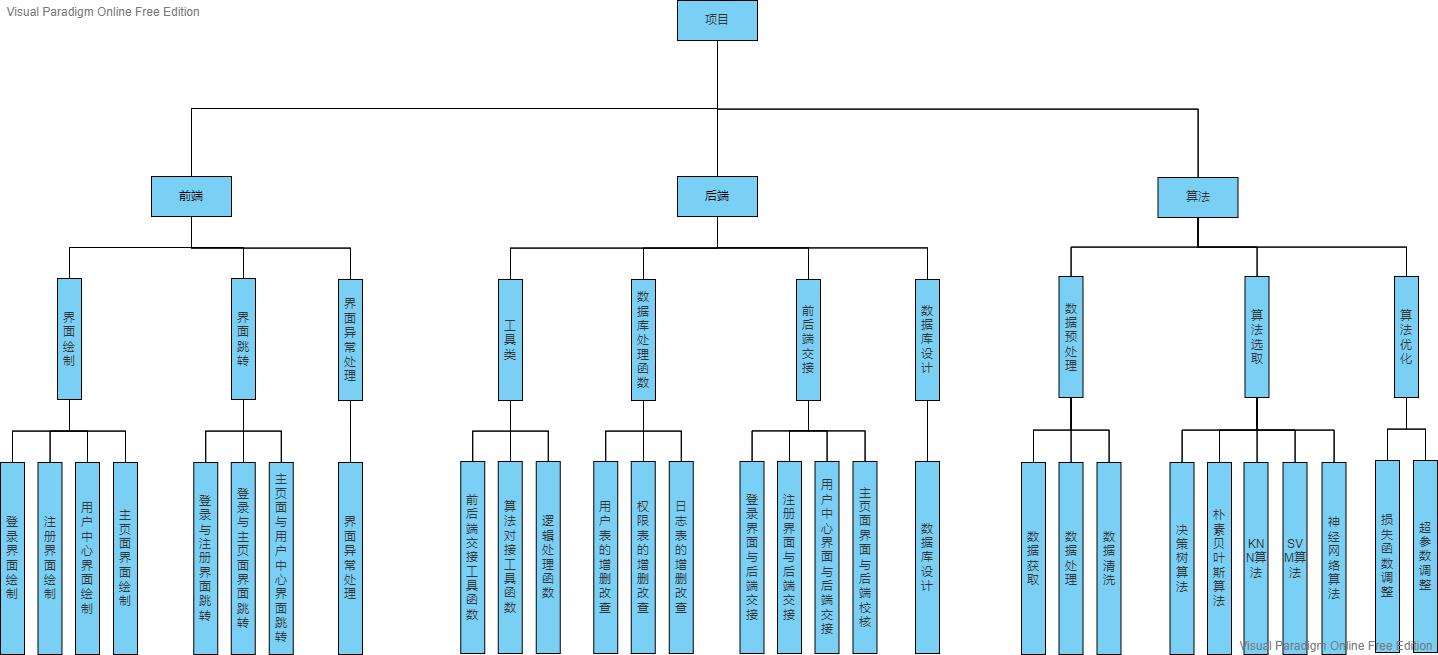 Visual Paradigm Online Free Edition
项目
前端
后端
算法
界面绘制
界面跳转
界面异常处理
工具类
数据库处理函数
前后端交接
数据库设计
数据预处理
算法选取
算法优化
登录界面绘制
注册界面绘制
用户中心界面绘制
主页面界面绘制
登录与注册界面跳转
登录与主页面界面跳转
主页面与用户中心界面跳转
界面异常处理
前后端交接工具函数
算法对接工具函数
逻辑处理函数
用户表的增删改查
权限表的增删改查
日志表的增删改查
登录界面与后端交接
注册界面与后端交接
用户中心界面与后端交接
主页面界面与后端校核
数据库设计
数据获取
数据处理
数据清洗
决策树算法
朴素贝叶斯算法
KN
N算
法
SV
M算
法
神经网络算法
损失函数调整
超参数调整
Visual Paradigm Online Free Edition